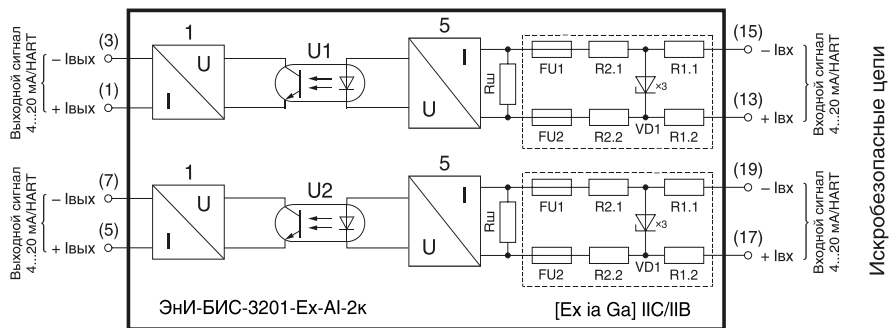 Выходной сигнал
4...20 мА/HART
(3)
– Iвых
(1)
+ Iвых
1
U
I
U1
5
I
U
Rш
FU1
R2.1
R1.1
×3
FU2
R2.2
VD1
R1.2
(15)
– Iвх
(13)
+ Iвх
Входной сигнал
4...20 мА/HART
Выходной сигнал
4...20 мА/HART
(7)
– Iвых
(5)
+ Iвых
1
U
I
U2
5
I
U
Rш
FU1
R2.1
R1.1
×3
FU2
R2.2
VD1
R1.2
(19)
– Iвх
(17)
+ Iвх
Входной сигнал
4...20 мА/HART
Искробезопасные цепи
ЭнИ-БИС-3201-Ex-AI-2к
[Ex ia Ga] IIC/IIB